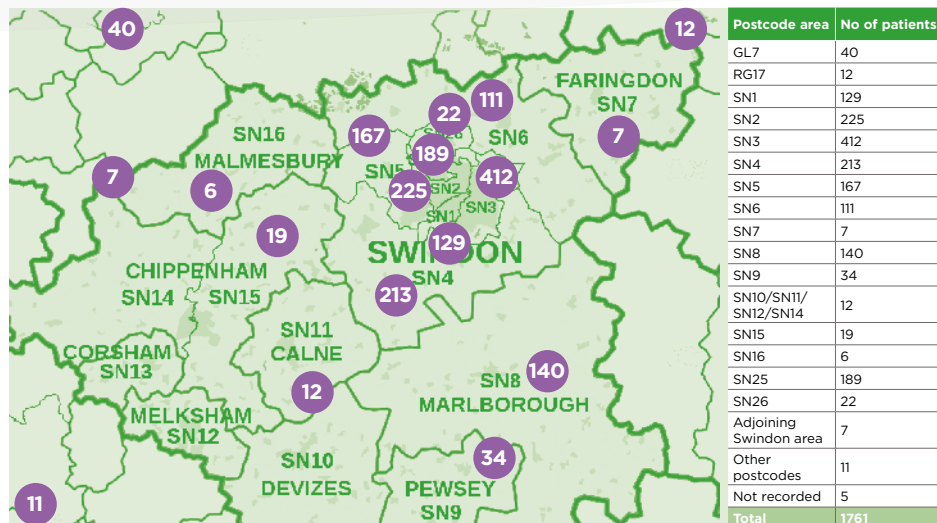 40
12
FARINGDON
SN7
111
22
SN16
167
SN6
7
MALMESBURY
189
SN5
412
7
6
225
SN2
SN3
SN1
19
129
SWINDON
CHIPPENHAM
SN4
SN14
SN15
213
SN11
CALNE
CORSHAM
SN13
140
SN8
12
MARLBOROUGH
MELKSHAM
SN12
34
SN10
DEVIZES
PEWSEY
11
SN9
Postcode area No of patients
GL7 40
RG17 12
SN1 129
SN2 225
SN3 412
SN4 213
SN5 167
SN6 111
SN7 7
SN8 140
SN9 34
SN10/SN11/
SN12/SN14 12
SN15 19
SN16 6
SN25 189
SN26 22
Adjoining
Swindon area 7
Other
postcodes 11
Not recorded 5
Total 1761